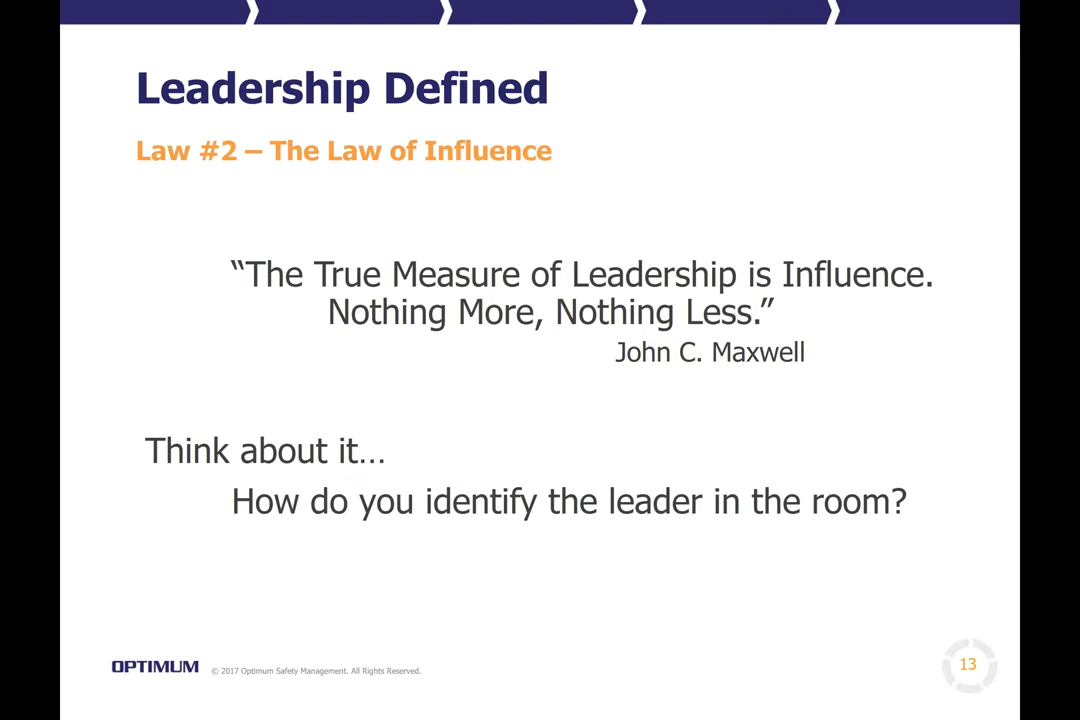 Leadership Defined
Law #2 – The Law of Influence
“The True Measure of Leadership is Influence.
Nothing More, Nothing Less.”
John C. Maxwell
Think about it…
How do you identify the leader in the room?
OPTIMUM © 2017 Optimum Safety Management. All Rights Reserved.
13